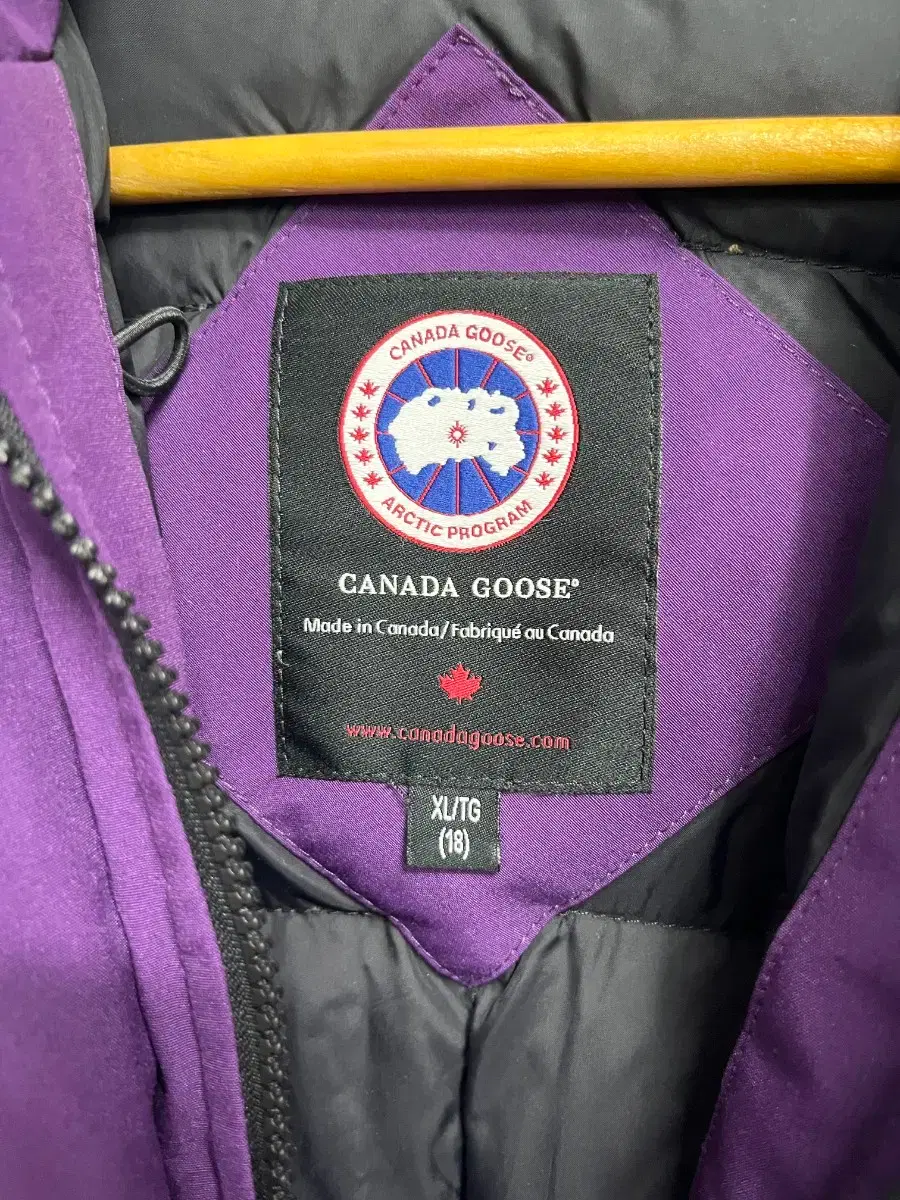 CANADA GOOSE®
ARCTIC PROGRAM
CANADA GOOSE®
Made in Canada/Fabriqué au Canada
www.canadagoose.com
XL/TG
(18)